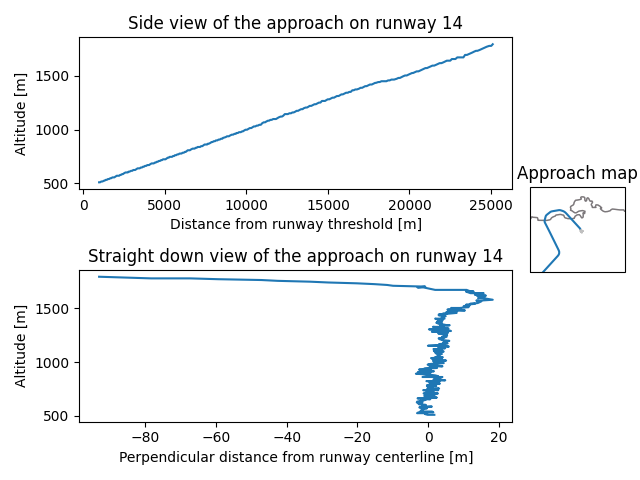 Side view of the approach on runway 14
Altitude [m]
1500
1000
500
0 5000 10000 15000 20000 25000
Distance from runway threshold [m]
Approach map
Straight down view of the approach on runway 14
Altitude [m]
1500
1000
500
−80 −60 −40 −20 0 20
Perpendicular distance from runway centerline [m]